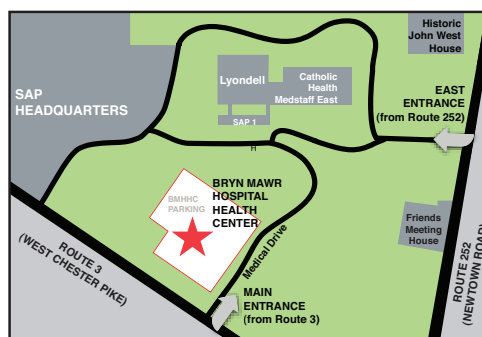 Historic
John West
House
Lyondell
Catholic
Health
Medstaff East
SAP
HEADQUARTERS
EAST
ENTRANCE
(from Route 252)
SAP 1
H
BRYN MAWR
HOSPITAL
HEALTH
CENTER
BMHHC
PARKING
Friends
Meeting
House
Medical Drive
ROUTE 3
(WEST CHESTER PIKE)
MAIN
ENTRANCE
(from Route 3)
ROUTE 252
(NEWTOWN ROAD)